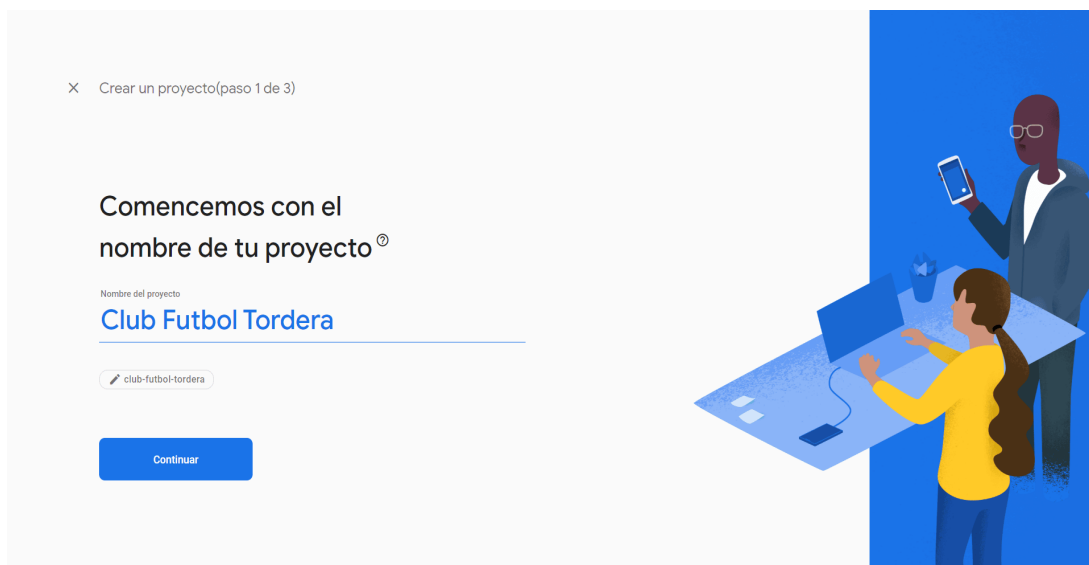 Crear un proyecto(paso 1 de 3)
Comencemos con el
nombre de tu proyecto
Nombre del proyecto
Club Futbol Tordera
club-futbol-tordera
Continuar